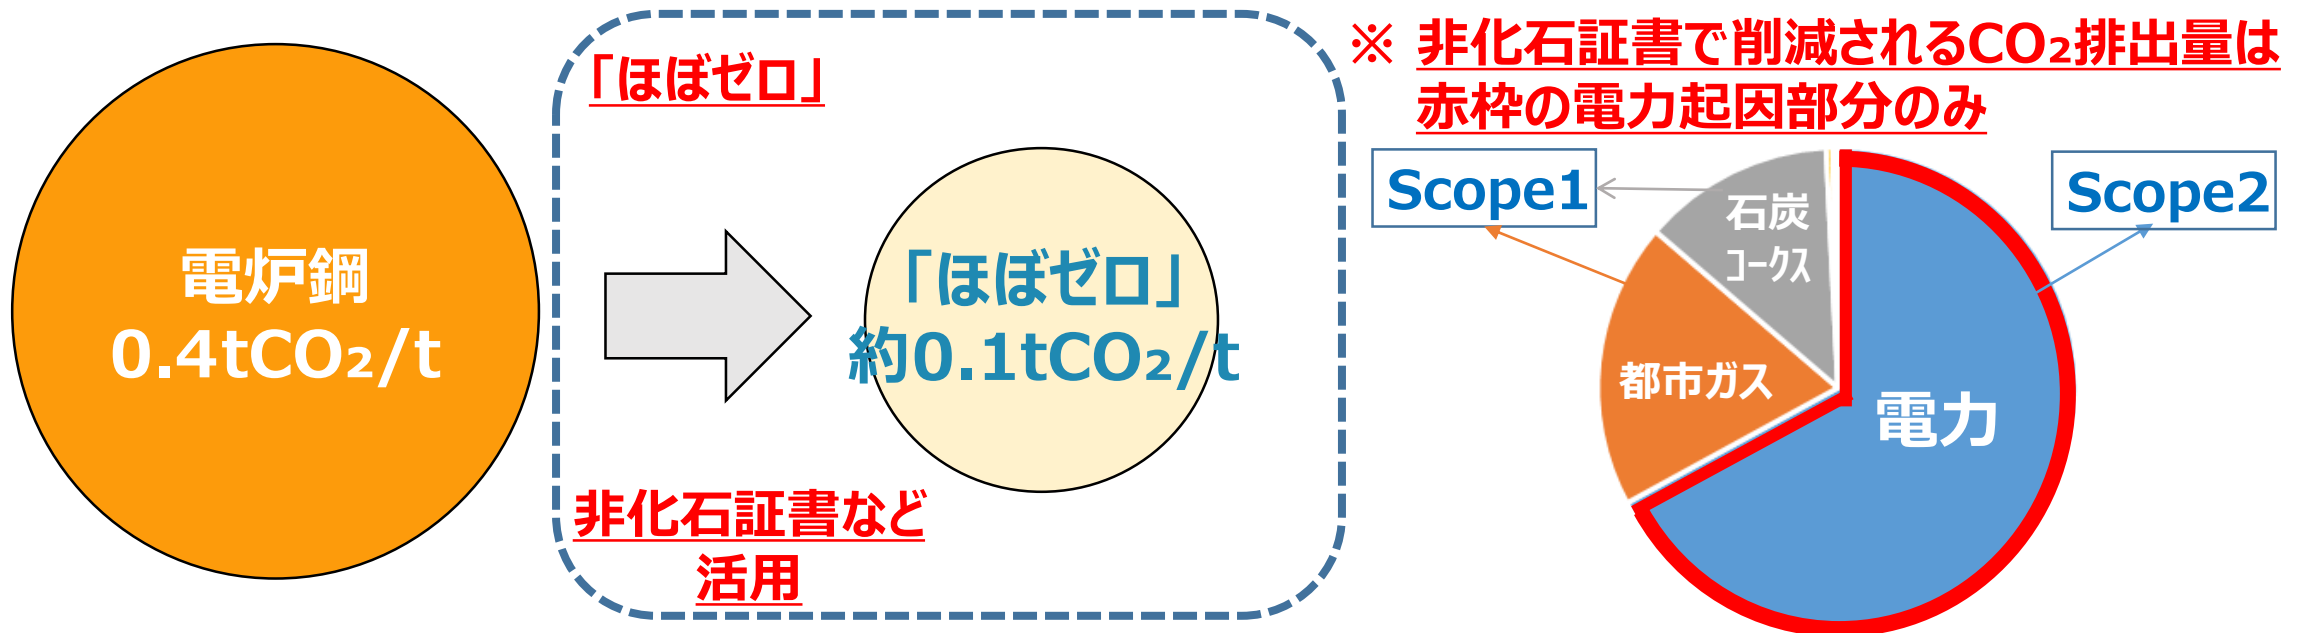 電炉鋼
0.4tCO₂/t
「ほぼゼロ」
「ほぼゼロ」
約0.1tCO₂/t
非化石証書など
活用
※ 非化石証書で削減されるCO₂排出量は
赤枠の電力起因部分のみ
Scope1
Scope2
石炭
コークス
都市ガス
電力